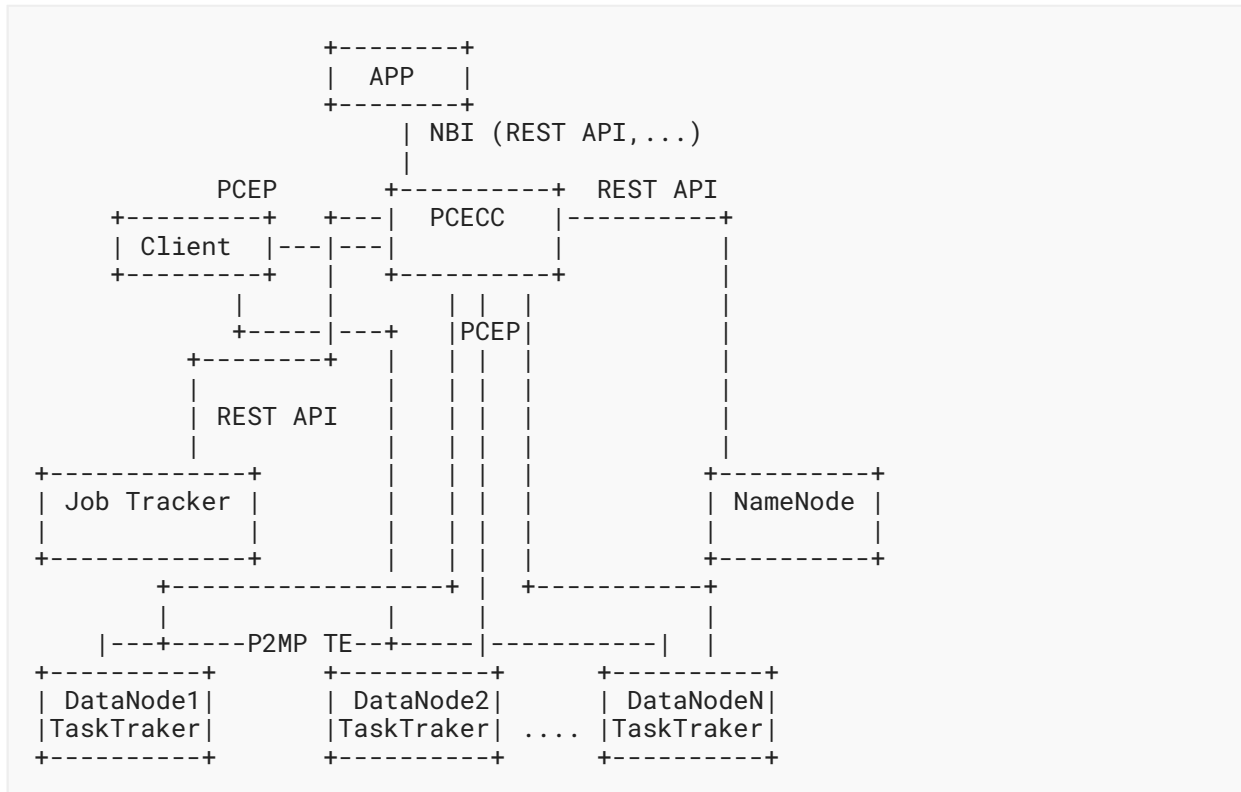 APP
NBI (REST API,...)
PCEP REST API
PCECC
Client
PCEP
REST API
Job Tracker NameNode
P2MP TE
DataNode1 DataNode2 DataNodeN
TaskTraker TaskTraker .... TaskTraker